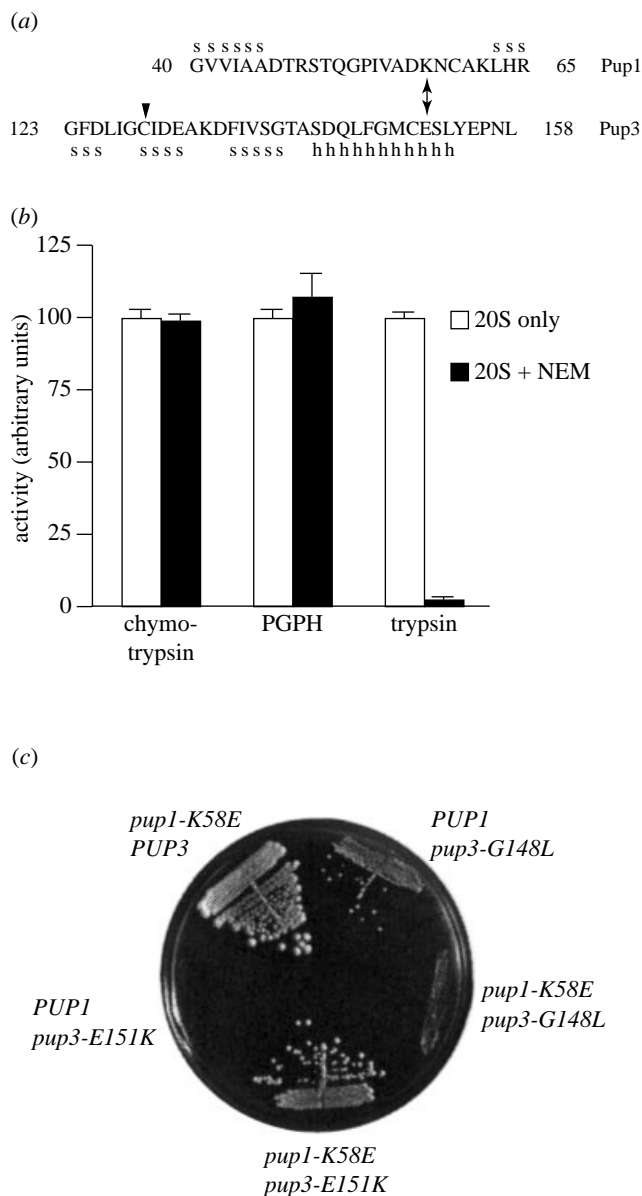 (a)
s s s s s s s s s
40 GVVIAADTRSTQGPIVADKNCAKLHR 65 Pup1
123 GFDLIGCIDEAKDFIVSGTASDQLFGMCESLYEPNL 158 Pup3
s s s s s s s s s s s s hhhhhhhhhhhh
(b)
125
100
75
50
25
0
activity (arbitrary units)
20S only
20S + NEM
chymo-
trypsin
PGPH
trypsin
(c)
pup1-K58E
PUP3
PUP1
pup3-G148L
PUP1
pup3-E151K
pup1-K58E
pup3-G148L
pup1-K58E
pup3-E151K